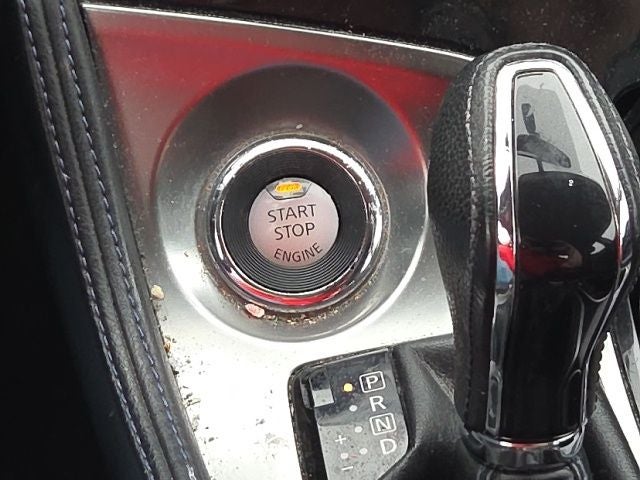 START
STOP
ENGINE
P
R
N
+ D
-